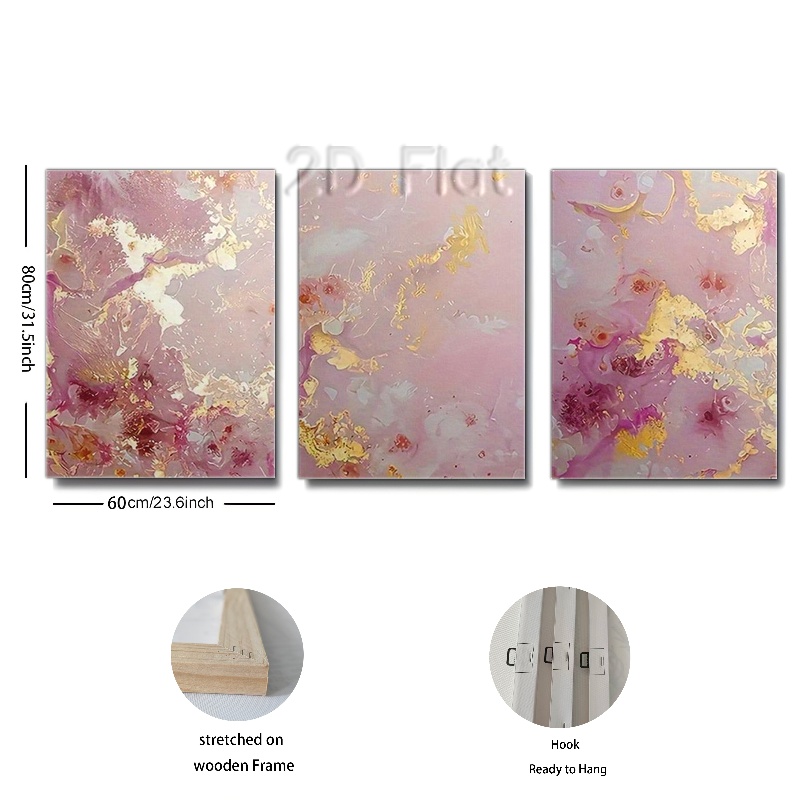 2D Flat
80cm/31.5inch
60cm/23.6inch
stretched on
wooden Frame
Hook
Ready to Hang